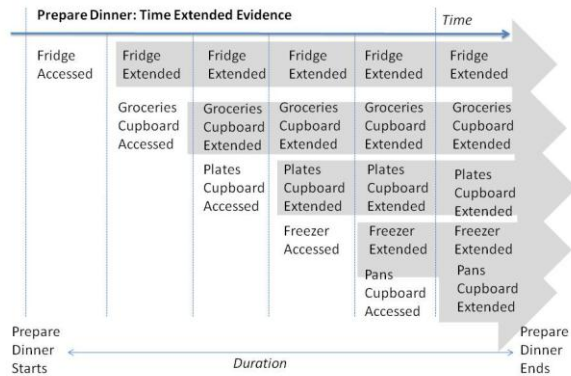 Prepare Dinner: Time Extended Evidence
Time
Fridge Fridge Fridge Fridge Fridge Fridge
Accessed Extended Extended Extended Extended Extended
Groceries Groceries Groceries Groceries Groceries
Cupboard Cupboard Cupboard Cupboard Cupboard
Accessed Extended Extended Extended Extended
Plates Plates Plates Plates
Cupboard Cupboard Cupboard Cupboard
Accessed Extended Extended Extended
Freezer Freezer Freezer
Accessed Extended Extended
Pans Pans
Cupboard Cupboard
Accessed Extended
Prepare Prepare
Dinner Dinner
Starts Ends
Duration